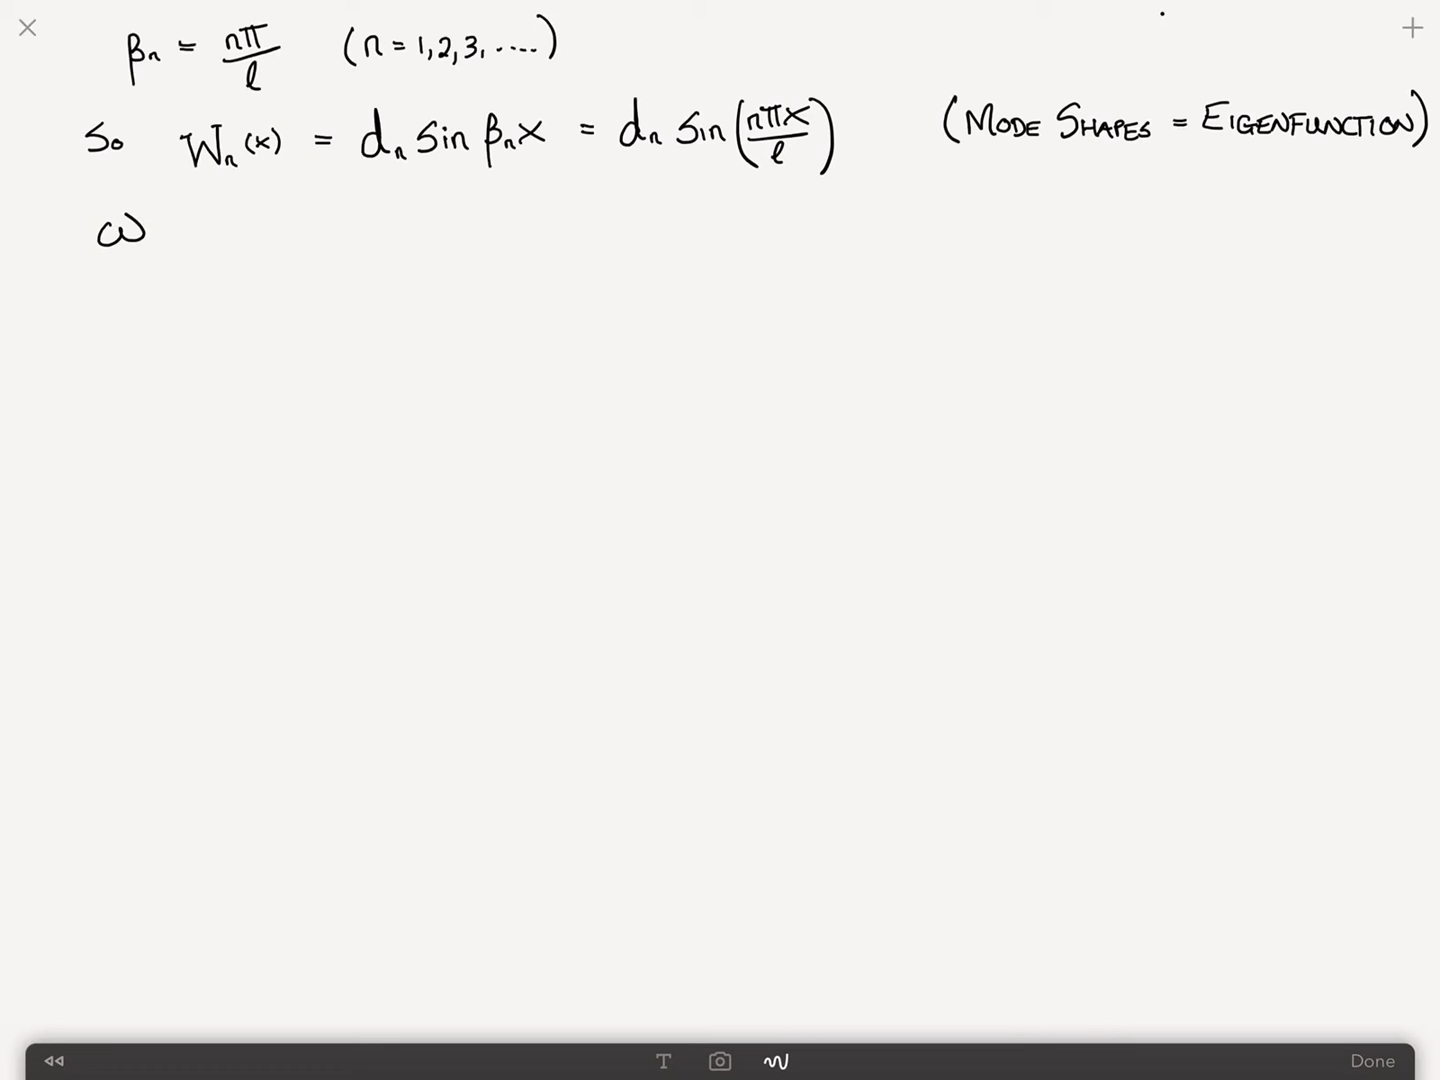 βn = nπ/l (n = 1,2,3,.....)
So Wn(x) = dn sin βnx = dn sin(nπx/l) (MODE SHAPES = EIGENFUNCTION)
ω
T Done